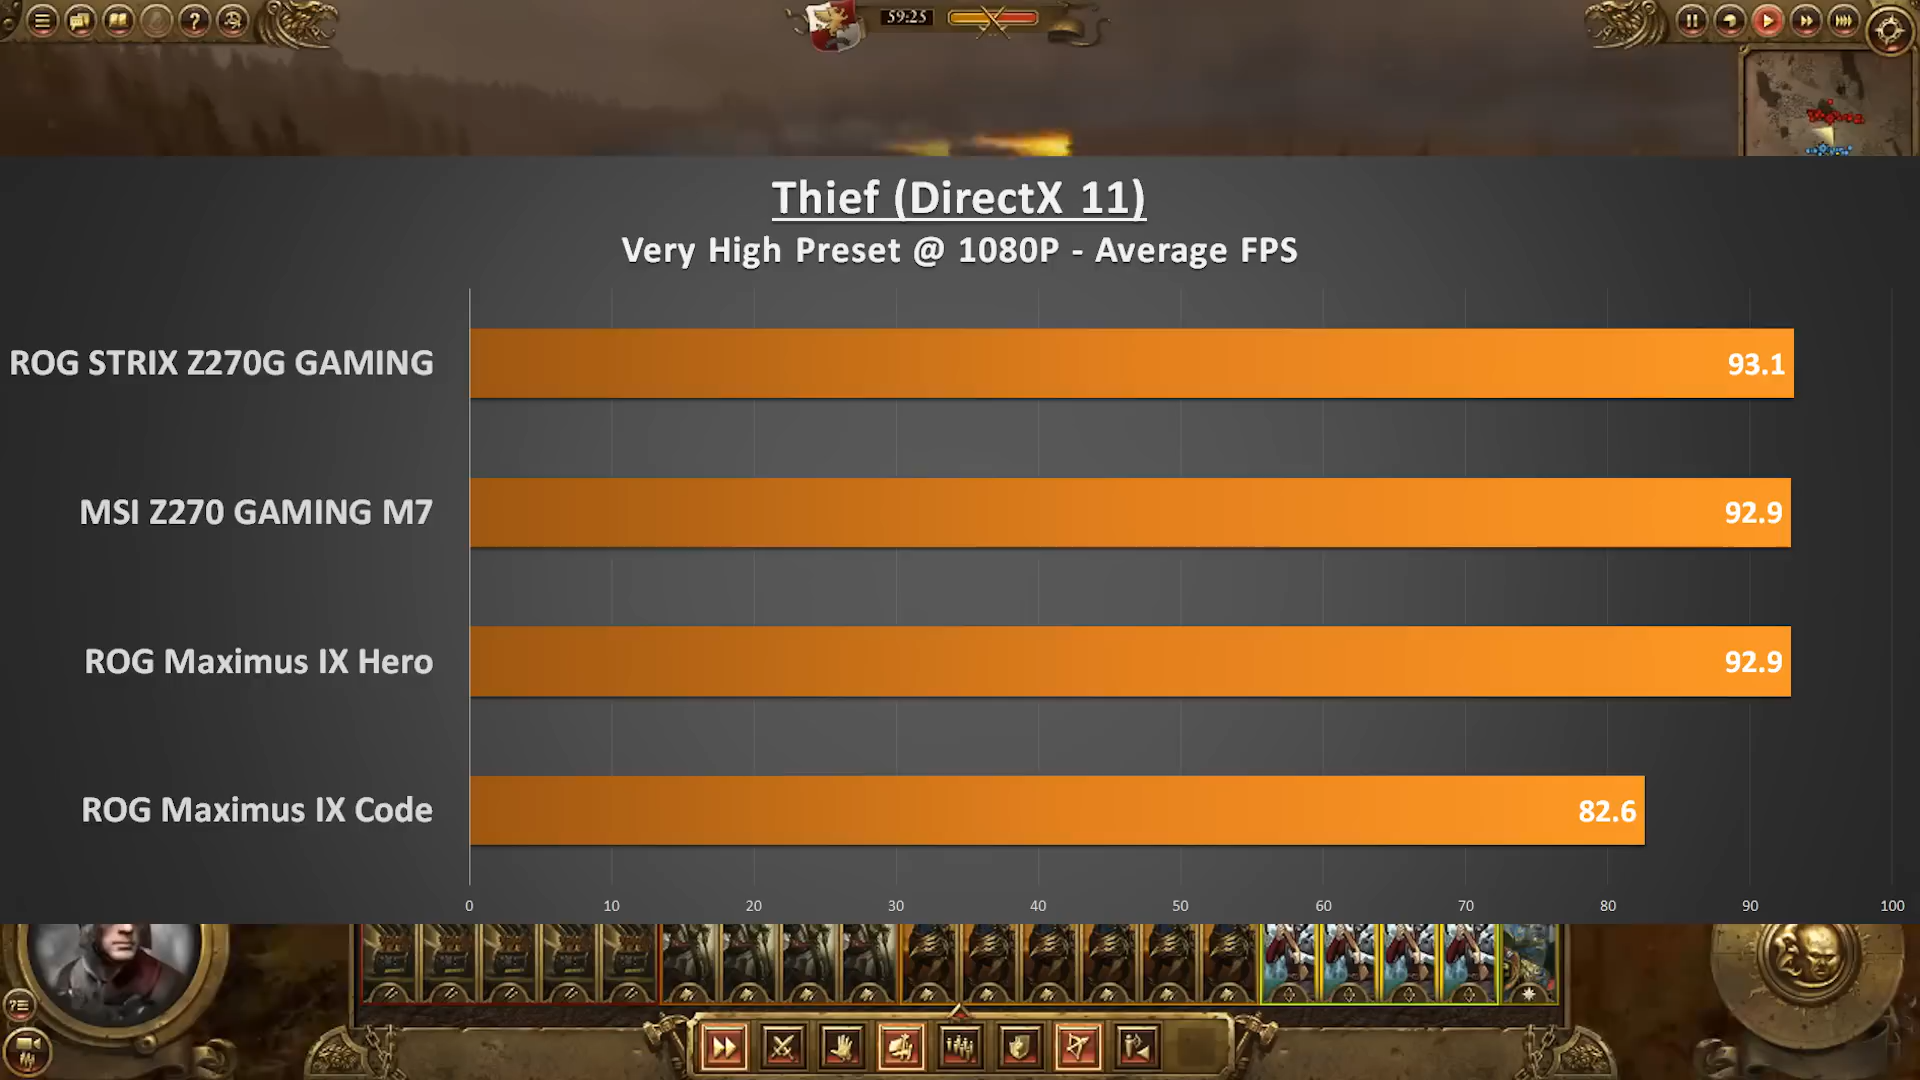 59:25
Thief (DirectX 11)
Very High Preset @ 1080P - Average FPS
ROG STRIX Z270G GAMING
93.1
MSI Z270 GAMING M7
92.9
ROG Maximus IX Hero
92.9
ROG Maximus IX Code
82.6
0 10 20 30 40 50 60 70 80 90 100